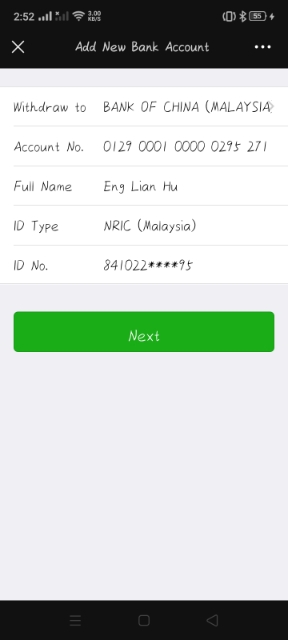 2:52 3.00 KB/S 55
Add New Bank Account
Withdraw to BANK OF CHINA (MALAYSIA
Account No. 0129 0001 0000 0295 271
Full Name Eng Lian Hu
ID Type NRIC (Malaysia)
ID No. 841022****95
Next